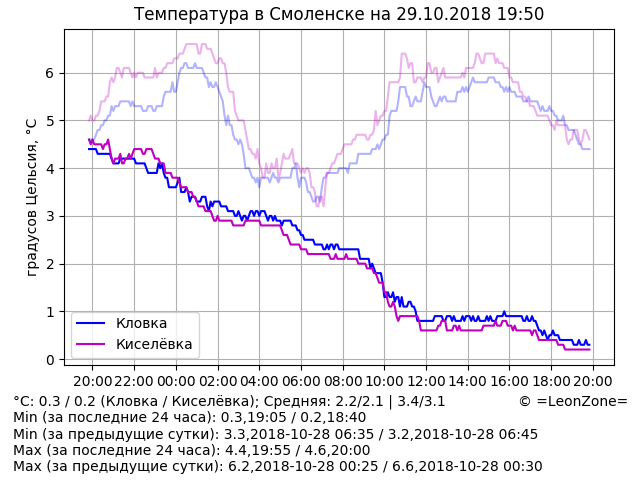 Температура в Смоленске на 29.10.2018 19:50
градусов Цельсия, °C
6
5
4
3
2
1
0
Кловка
Киселёвка
20:00 22:00 00:00 02:00 04:00 06:00 08:00 10:00 12:00 14:00 16:00 18:00 20:00
°C: 0.3 / 0.2 (Кловка / Киселёвка); Средняя: 2.2/2.1 | 3.4/3.1 © =LeonZone=
Min (за последние 24 часа): 0.3,19:05 / 0.2,18:40
Min (за предыдущие сутки): 3.3,2018-10-28 06:35 / 3.2,2018-10-28 06:45
Max (за последние 24 часа): 4.4,19:55 / 4.6,20:00
Max (за предыдущие сутки): 6.2,2018-10-28 00:25 / 6.6,2018-10-28 00:30